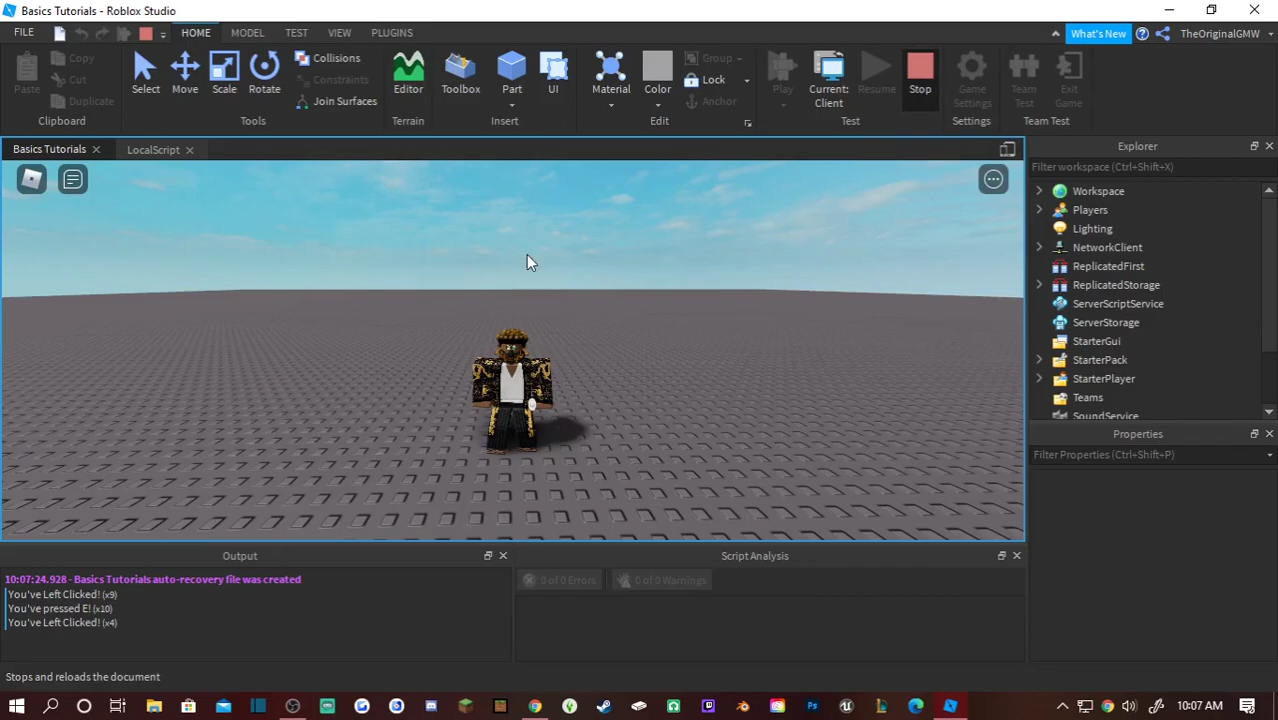 Basics Tutorials - Roblox Studio
FILE HOME MODEL TEST VIEW PLUGINS What's New TheOriginalGMW
Paste Copy Cut Duplicate
Clipboard
Select Move Scale Rotate Collisions Constraints Join Surfaces
Tools
Editor
Terrain
Toolbox Part UI
Insert
Material Color Group Lock Anchor
Edit
Play Current: Client Resume Stop
Test
Game Settings
Settings
Team Test Exit Game
Team Test
Basics Tutorials LocalScript
Explorer
Filter workspace (Ctrl+Shift+X)
Workspace
Players
Lighting
NetworkClient
ReplicatedFirst
ReplicatedStorage
ServerScriptService
ServerStorage
StarterGui
StarterPack
StarterPlayer
Teams
SoundService
Properties
Filter Properties (Ctrl+Shift+P)
Output
10:07:24.928 - Basics Tutorials auto-recovery file was created
You've Left Clicked! (x9)
You've pressed E! (x10)
You've Left Clicked! (x4)
Script Analysis
0 of 0 Errors 0 of 0 Warnings
Stops and reloads the document
10:07 AM